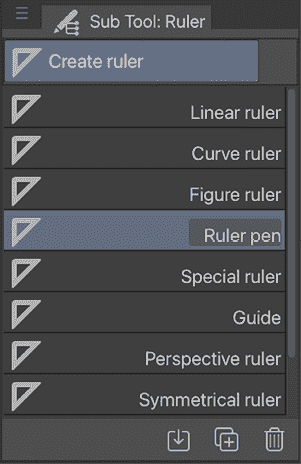 Sub Tool: Ruler
Create ruler
Linear ruler
Curve ruler
Figure ruler
Ruler pen
Special ruler
Guide
Perspective ruler
Symmetrical ruler